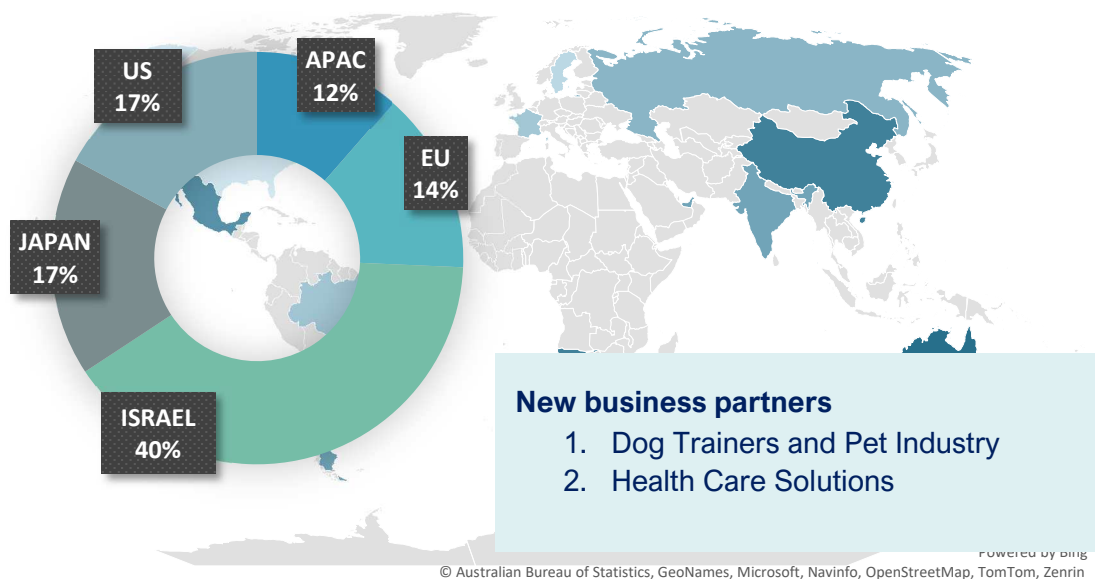 US
17%
APAC
12%
EU
14%
JAPAN
17%
ISRAEL
40%
New business partners
1. Dog Trainers and Pet Industry
2. Health Care Solutions
Powered by Bing
© Australian Bureau of Statistics, GeoNames, Microsoft, Navinfo, OpenStreetMap, TomTom, Zenrin